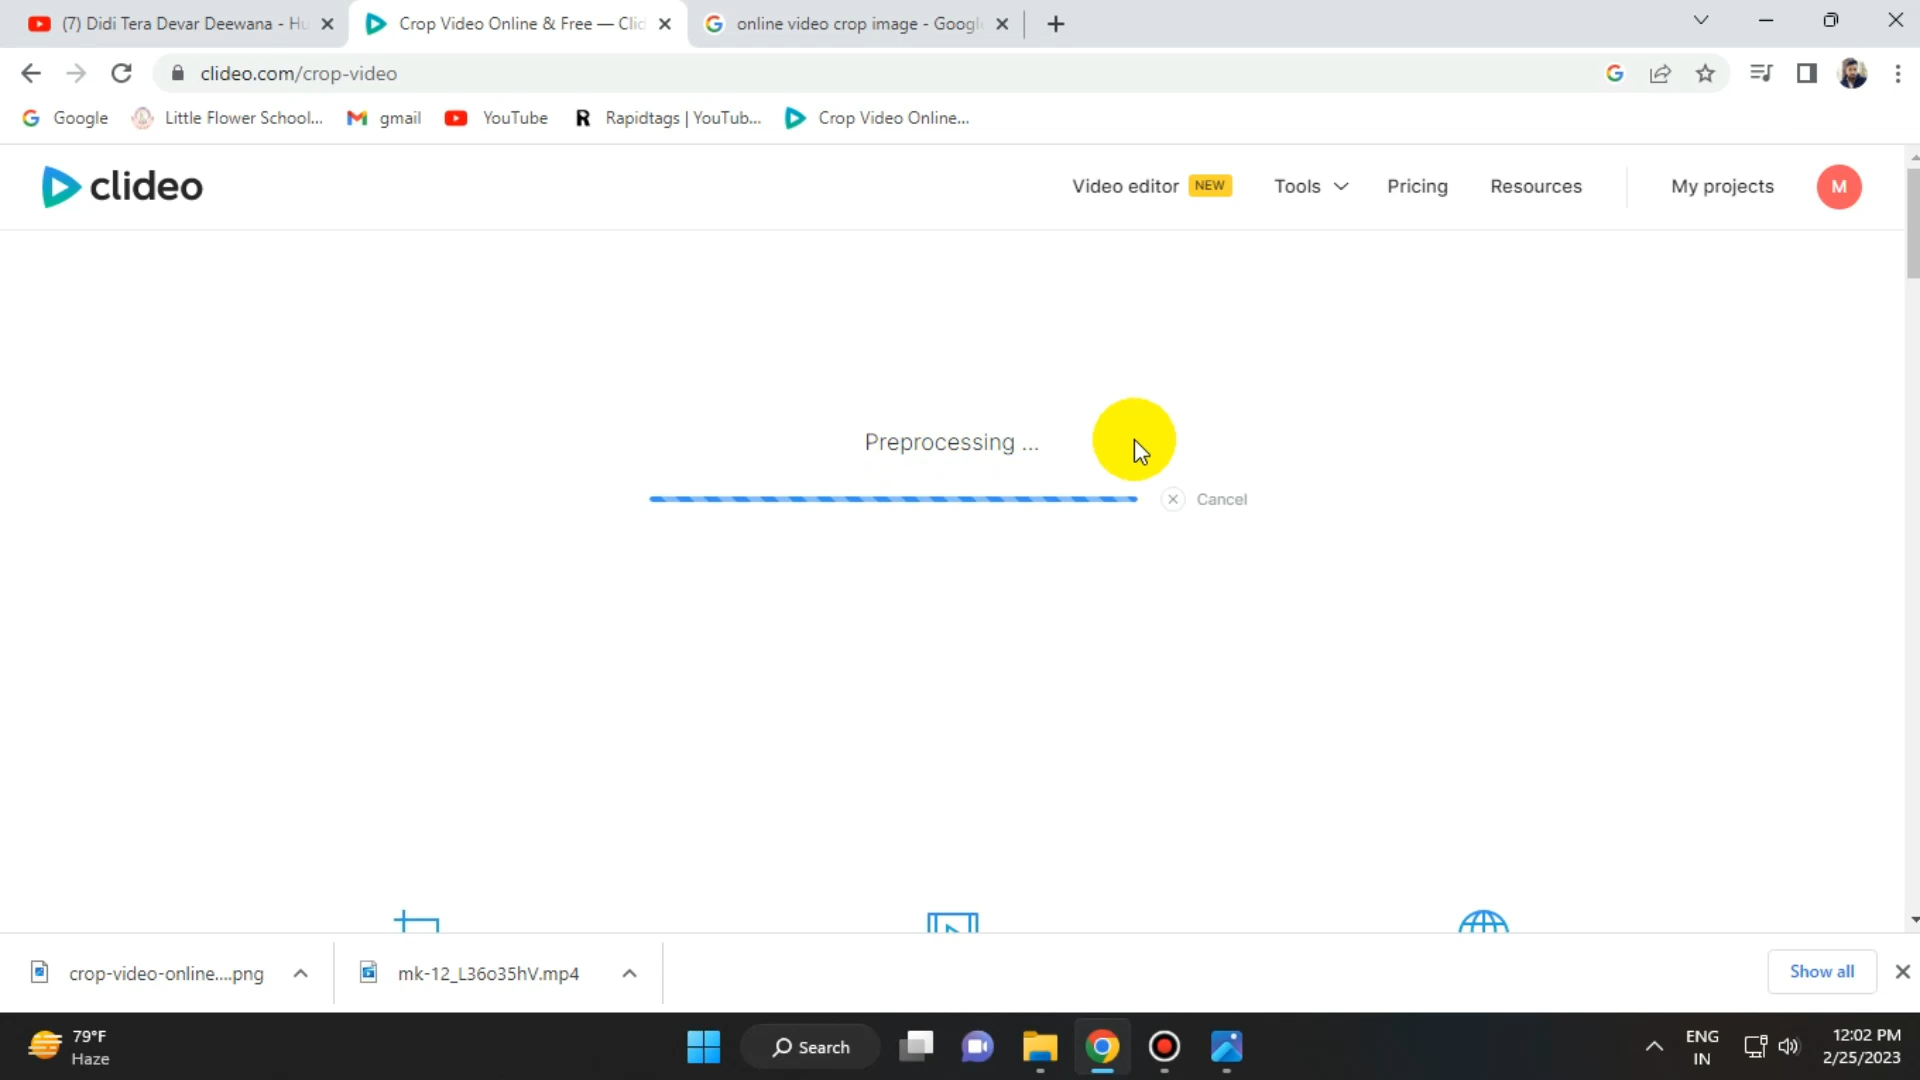 (7) Didi Tera Devar Deewana - Hu
Crop Video Online & Free — Clid
online video crop image - Googl
clideo.com/crop-video
Google
Little Flower School...
gmail
YouTube
R Rapidtags | YouTub...
Crop Video Online...
clideo
Video editor NEW
Tools
Pricing
Resources
My projects
M
Preprocessing ...
Cancel
crop-video-online....png
mk-12_L36o35hV.mp4
Show all
79°F
Haze
Search
ENG
IN
12:02 PM
2/25/2023